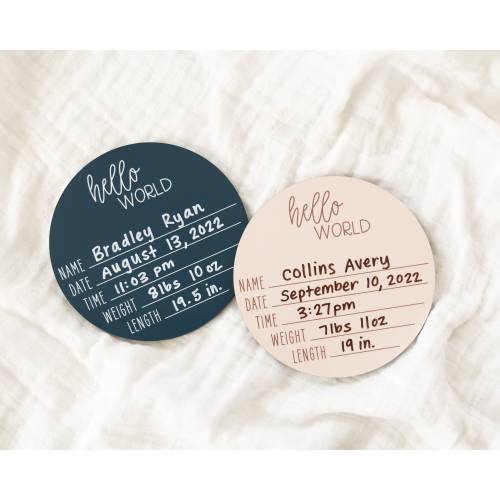 hello
WORLD
NAME Bradley Ryan
DATE August 13, 2022
TIME 11:03 pm
WEIGHT 8lbs 10 oz
LENGTH 19.5 in.
hello
WORLD
NAME Collins Avery
DATE September 10, 2022
TIME 3:27pm
WEIGHT 7lbs 11oz
LENGTH 19 in.